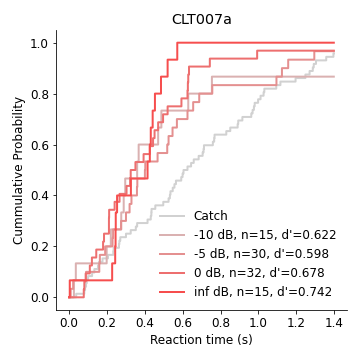 CLT007a
Cummulative Probability
1.0
0.8
0.6
0.4
0.2
0.0
Catch
-10 dB, n=15, d'=0.622
-5 dB, n=30, d'=0.598
0 dB, n=32, d'=0.678
inf dB, n=15, d'=0.742
0.0 0.2 0.4 0.6 0.8 1.0 1.2 1.4
Reaction time (s)